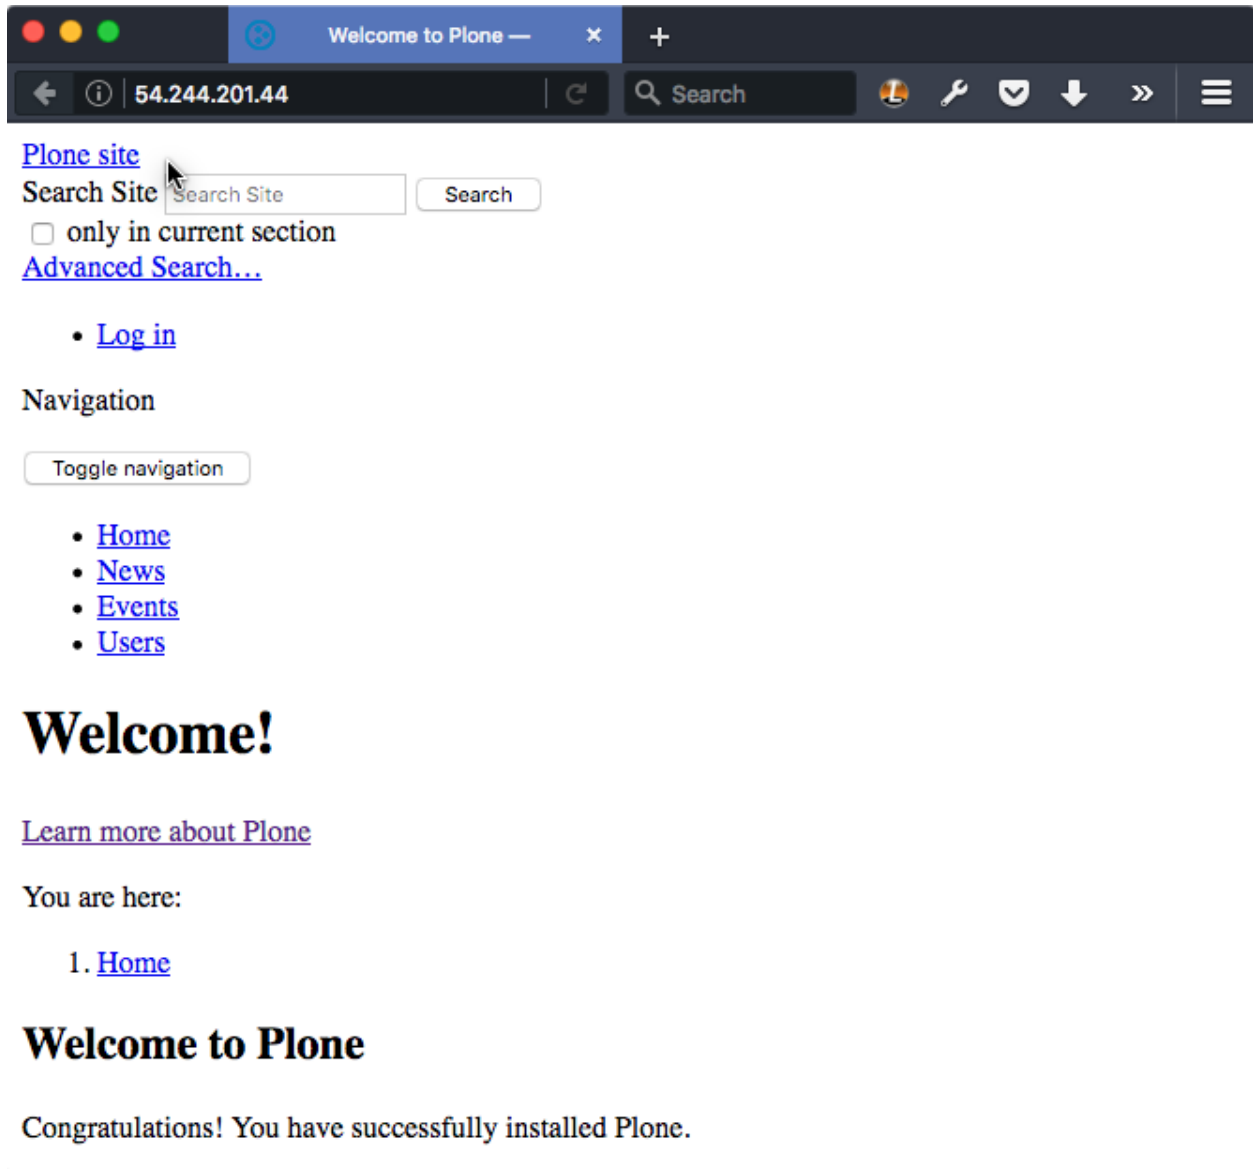 Welcome to Plone —
54.244.201.44
Search
Plone site
Search Site Search Site Search
only in current section
Advanced Search…
• Log in
Navigation
Toggle navigation
• Home
• News
• Events
• Users
Welcome!
Learn more about Plone
You are here:
1. Home
Welcome to Plone
Congratulations! You have successfully installed Plone.